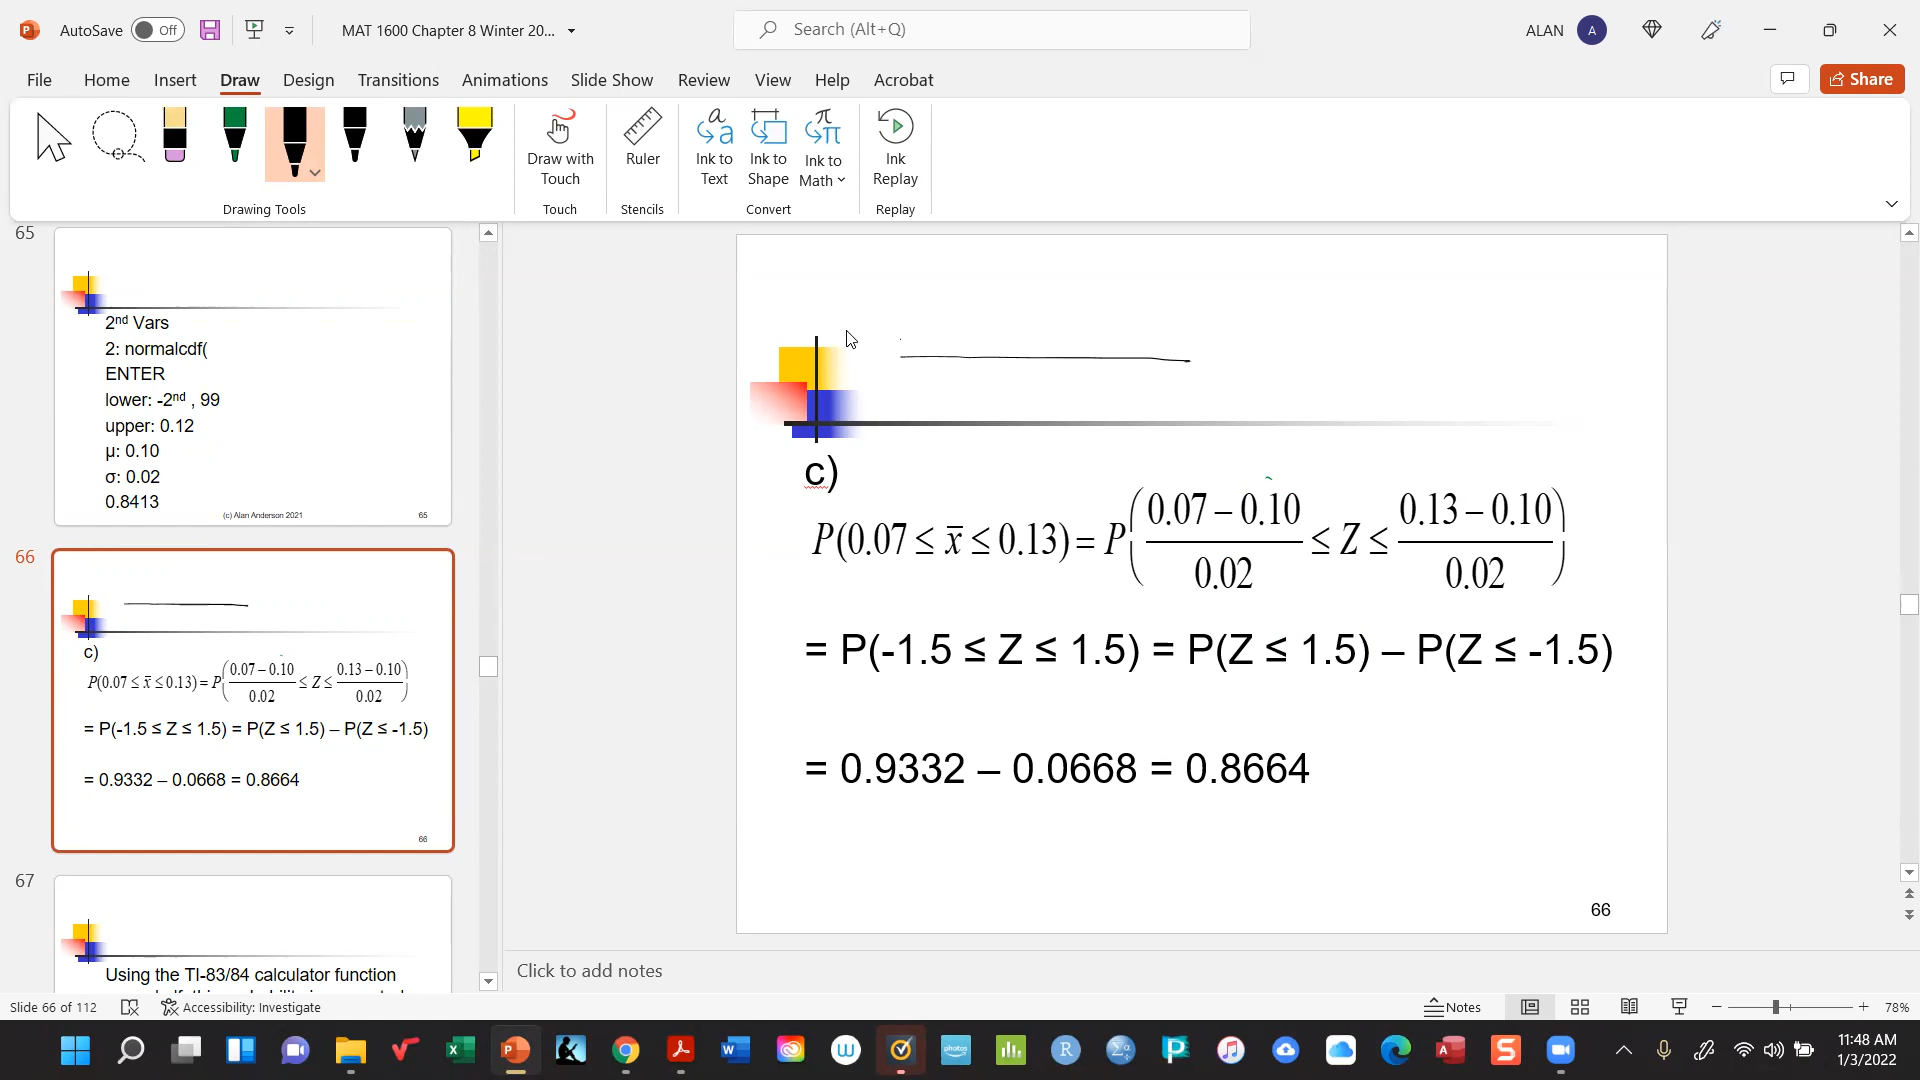 AutoSave Off MAT 1600 Chapter 8 Winter 20... Search (Alt+Q) ALAN A
File Home Insert Draw Design Transitions Animations Slide Show Review View Help Acrobat Share
Draw with Touch Ruler Ink to Text Ink to Shape Ink to Math Ink Replay
Drawing Tools Touch Stencils Convert Replay
65
2nd Vars
2: normalcdf(
ENTER
lower: -2nd , 99
upper: 0.12
μ: 0.10
σ: 0.02
0.8413
(c) Alan Anderson 2021 65
66
c)
P(0.07 ≤ x̅ ≤ 0.13) = P((0.07 – 0.10)/0.02 ≤ Z ≤ (0.13 – 0.10)/0.02)
= P(-1.5 ≤ Z ≤ 1.5) = P(Z ≤ 1.5) – P(Z ≤ -1.5)
= 0.9332 – 0.0668 = 0.8664
66
67
Using the TI-83/84 calculator function
c)
P(0.07 ≤ x̅ ≤ 0.13) = P((0.07 – 0.10)/0.02 ≤ Z ≤ (0.13 – 0.10)/0.02)
= P(-1.5 ≤ Z ≤ 1.5) = P(Z ≤ 1.5) – P(Z ≤ -1.5)
= 0.9332 – 0.0668 = 0.8664
66
Click to add notes
Slide 66 of 112 Accessibility: Investigate Notes 78%
11:48 AM
1/3/2022